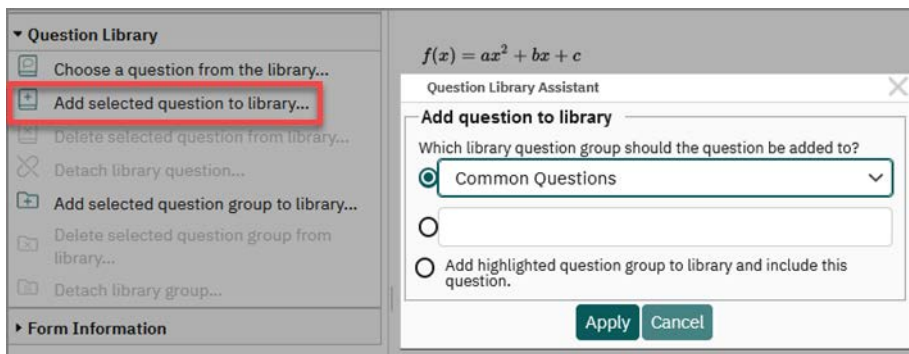 Question Library
Choose a question from the library...
Add selected question to library...
Delete selected question from library...
Detach library question...
Add selected question group to library...
Delete selected question group from
library...
Detach library group...
Form Information
f(x) = ax² + bx + c
Question Library Assistant
Add question to library
Which library question group should the question be added to?
Common Questions
Add highlighted question group to library and include this
question.
Apply Cancel